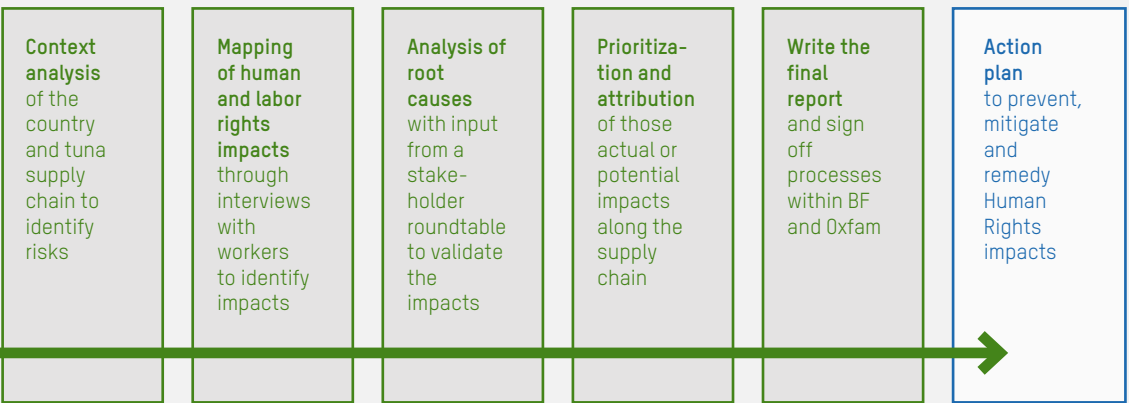 Context
analysis
of the
country
and tuna
supply
chain to
identify
risks
Mapping
of human
and labor
rights
impacts
through
interviews
with
workers
to identify
impacts
Analysis of
root
causes
with input
from a
stake-
holder
roundtable
to validate
the
impacts
Prioritiza-
tion and
attribution
of those
actual or
potential
impacts
along the
supply
chain
Write the
final
report
and sign
off
processes
within BF
and Oxfam
Action
plan
to prevent,
mitigate
and
remedy
Human
Rights
impacts